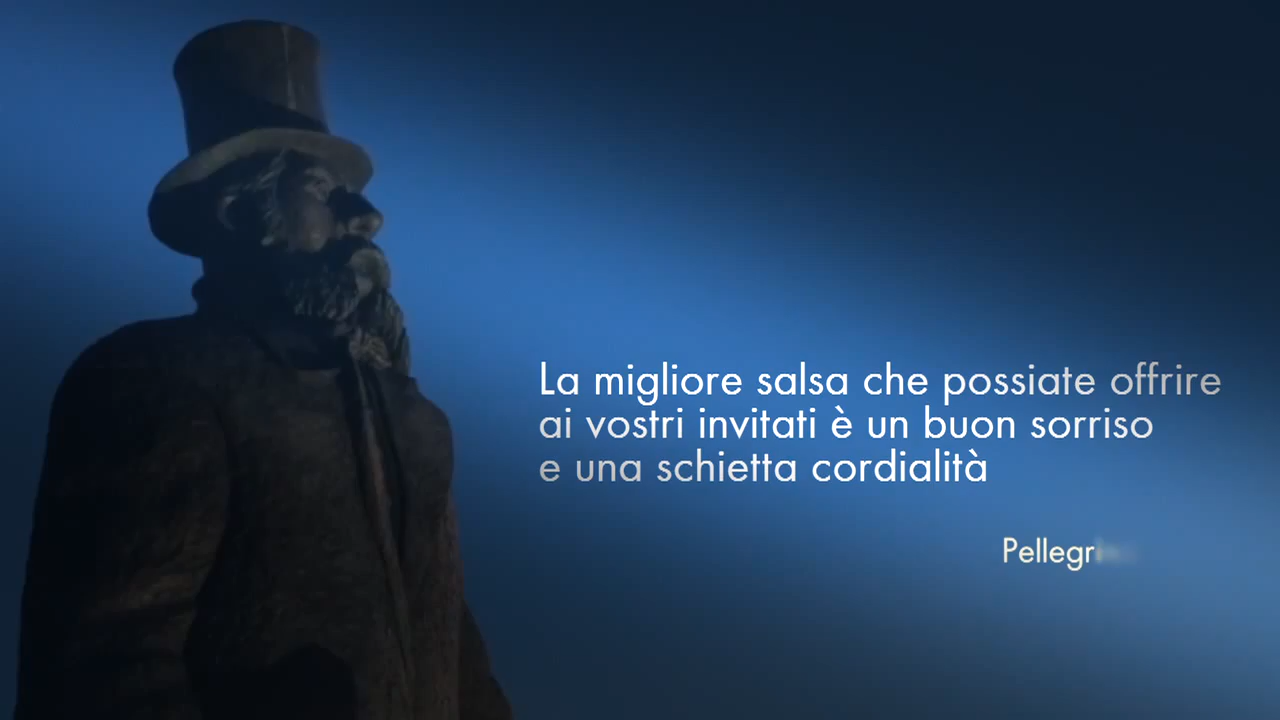 La migliore salsa che possiate offrire
ai vostri invitati è un buon sorriso
e una schietta cordialità